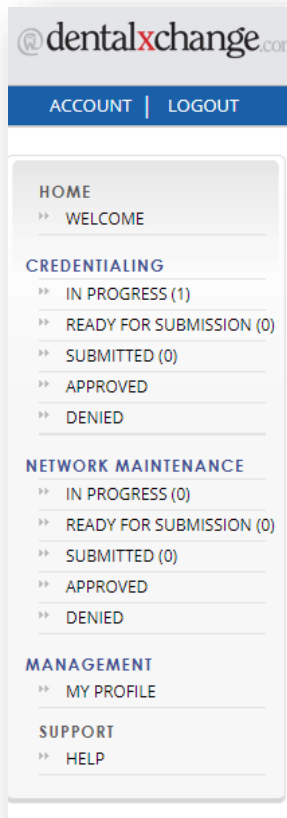 @dentalxchange.com
ACCOUNT | LOGOUT
HOME
WELCOME
CREDENTIALING
IN PROGRESS (1)
READY FOR SUBMISSION (0)
SUBMITTED (0)
APPROVED
DENIED
NETWORK MAINTENANCE
IN PROGRESS (0)
READY FOR SUBMISSION (0)
SUBMITTED (0)
APPROVED
DENIED
MANAGEMENT
MY PROFILE
SUPPORT
HELP